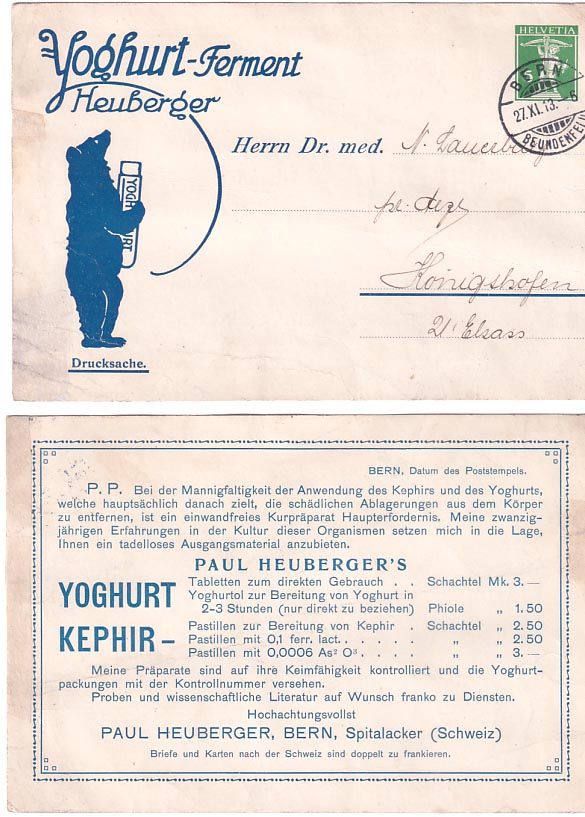 Yoghurt-Ferment
Heuberger
HELVETIA
BERN
27.XI.13.
BEUNDENFELD
YOGHURT
Herrn Dr. med. N.
pr. Arzt
Königshofen
Elsass
Drucksache.
BERN, Datum des Poststempels.
P. P. Bei der Mannigfaltigkeit der Anwendung des Kephirs und des Yoghurts,
welche hauptsächlich danach zielt, die schädlichen Ablagerungen aus dem Körper
zu entfernen, ist ein einwandfreies Kurpräparat Haupterfordernis. Meine zwanzig-
jährigen Erfahrungen in der Kultur dieser Organismen setzen mich in die Lage,
Ihnen ein tadelloses Ausgangsmaterial anzubieten.
PAUL HEUBERGER'S
YOGHURT
Tabletten zum direkten Gebrauch . . Schachtel Mk. 3.—
Yoghurtol zur Bereitung von Yoghurt in
2-3 Stunden (nur direkt zu beziehen) Phiole „ 1.50
KEPHIR –
Pastillen zur Bereitung von Kephir . Schachtel „ 2.50
Pastillen mit 0,1 ferr. lact. . . . . . „ „ 2.50
Pastillen mit 0,0006 As² O³ . . . . „ „ 3.—
Meine Präparate sind auf ihre Keimfähigkeit kontrolliert und die Yoghurt-
packungen mit der Kontrollnummer versehen.
Proben und wissenschaftliche Literatur auf Wunsch franko zu Diensten.
Hochachtungsvollst
PAUL HEUBERGER, BERN, Spitalacker (Schweiz)
Briefe und Karten nach der Schweiz sind doppelt zu frankieren.